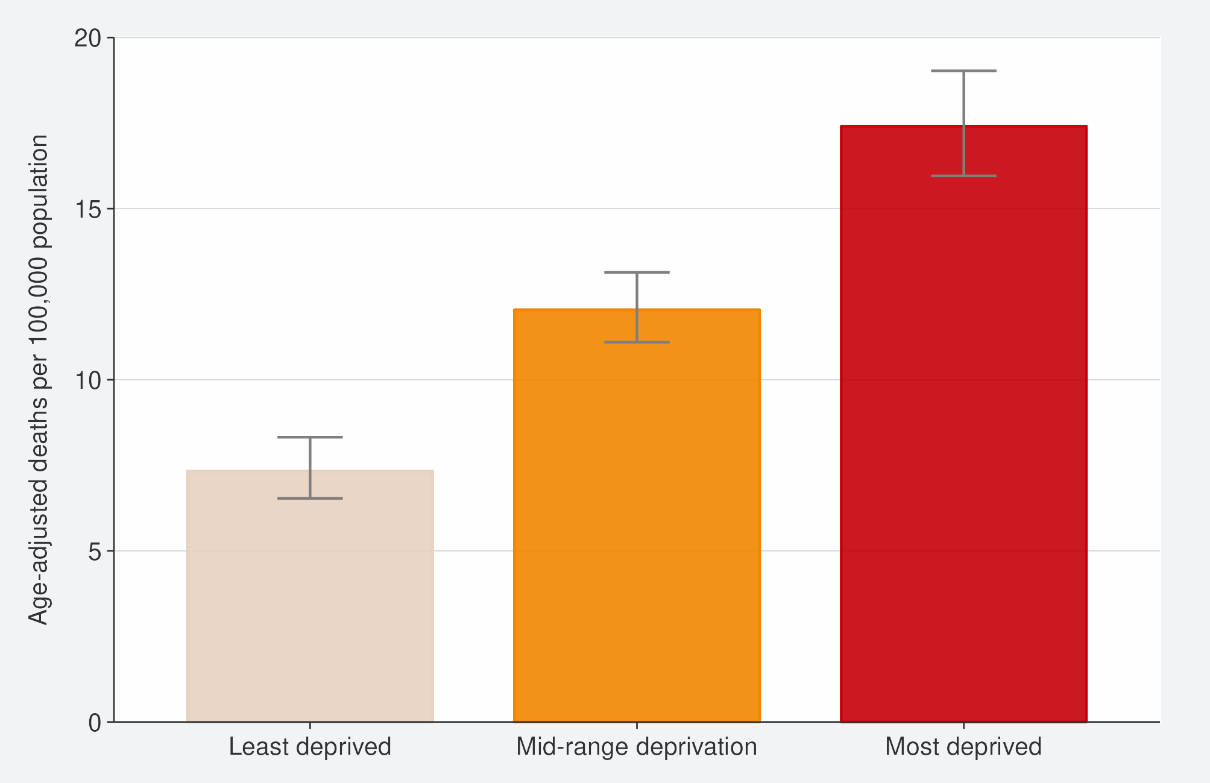 Age-adjusted deaths per 100,000 population
20
15
10
5
0
Least deprived
Mid-range deprivation
Most deprived